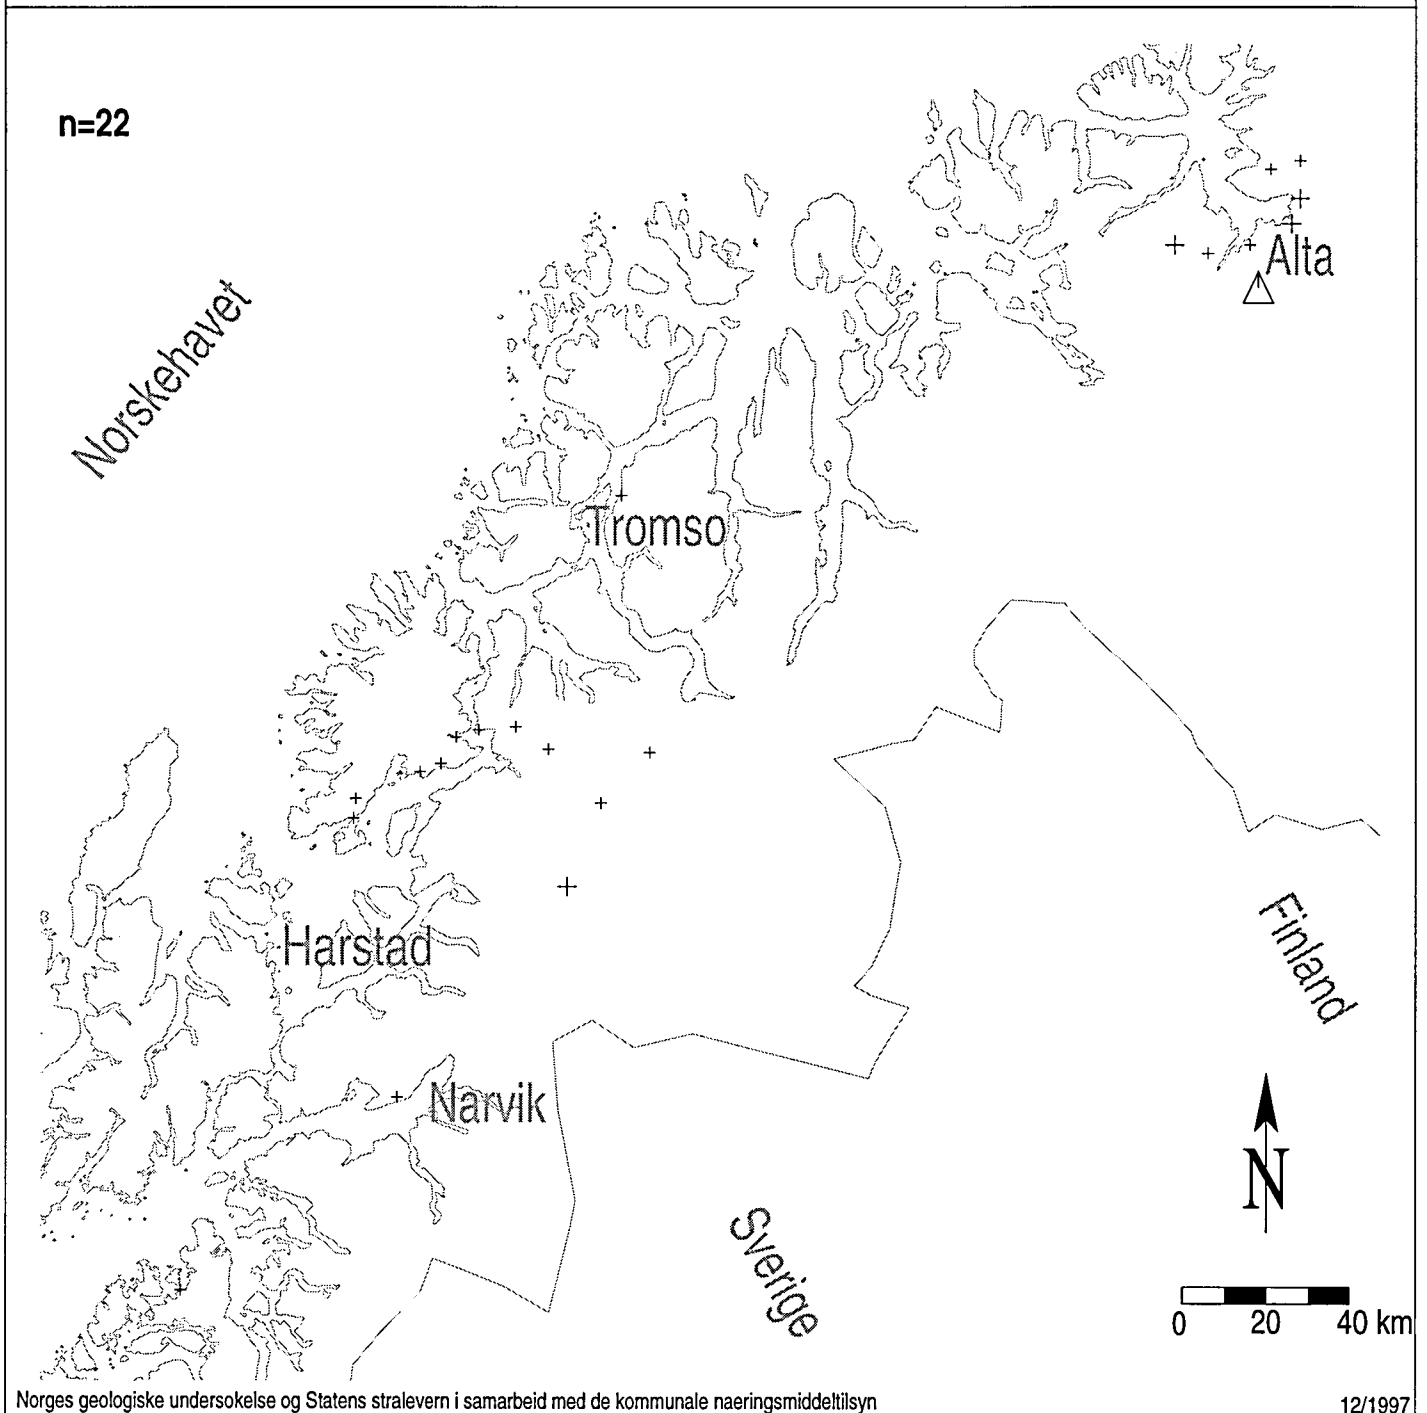 n=22
Norskehavet
Alta
Tromso
Harstad
Narvik
Finland
Sverige
N
0 20 40 km
Norges geologiske undersokelse og Statens stralevern i samarbeid med de kommunale naeringsmiddeltilsyn
12/1997